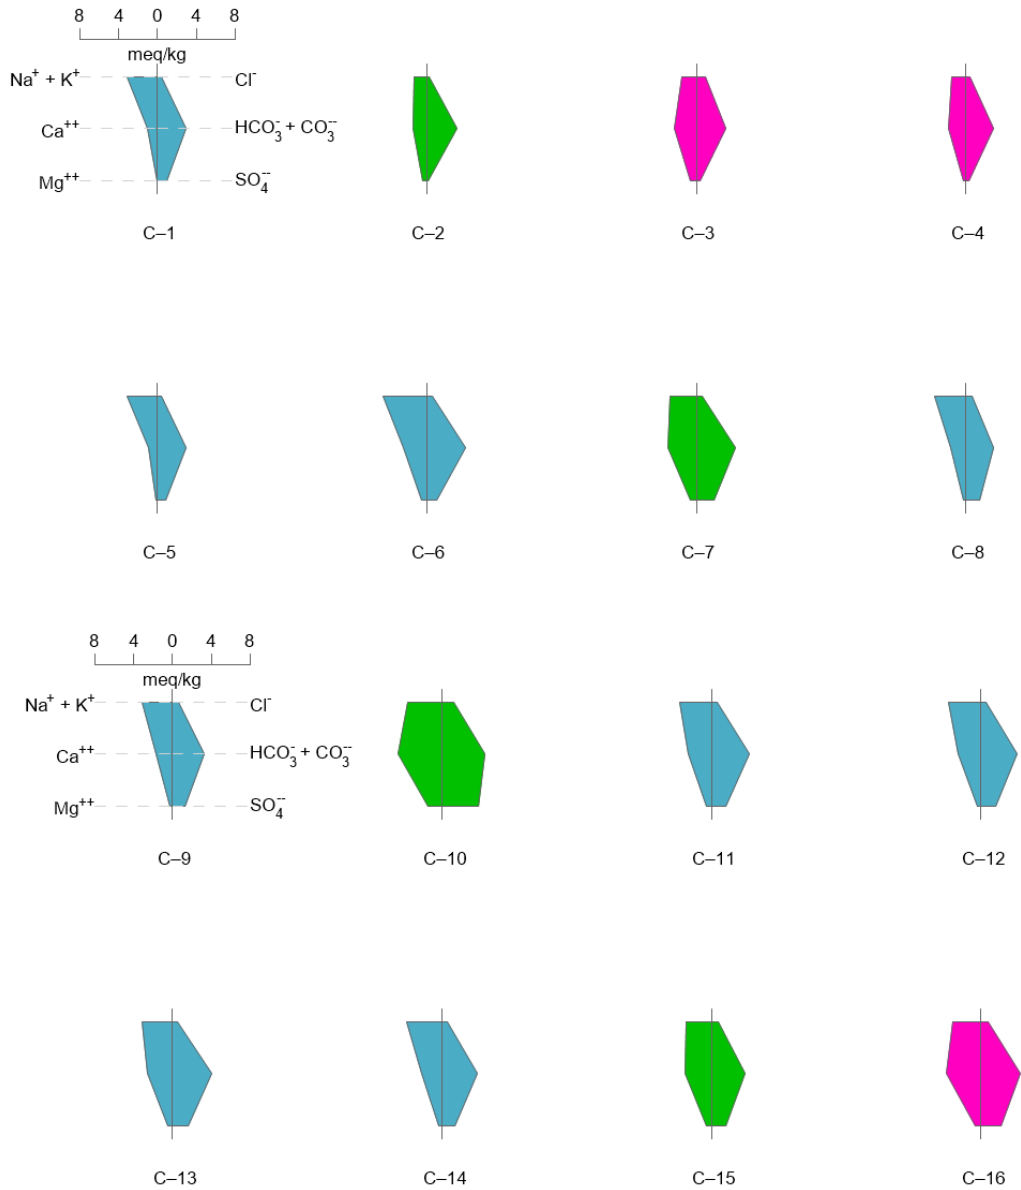 8 4 0 4 8
meq/kg
Na⁺ + K⁺ Cl⁻
Ca⁺⁺ HCO₃⁻ + CO₃⁻⁻
Mg⁺⁺ SO₄⁻⁻
C–1 C–2 C–3 C–4
C–5 C–6 C–7 C–8
8 4 0 4 8
meq/kg
Na⁺ + K⁺ Cl⁻
Ca⁺⁺ HCO₃⁻ + CO₃⁻⁻
Mg⁺⁺ SO₄⁻⁻
C–9 C–10 C–11 C–12
C–13 C–14 C–15 C–16